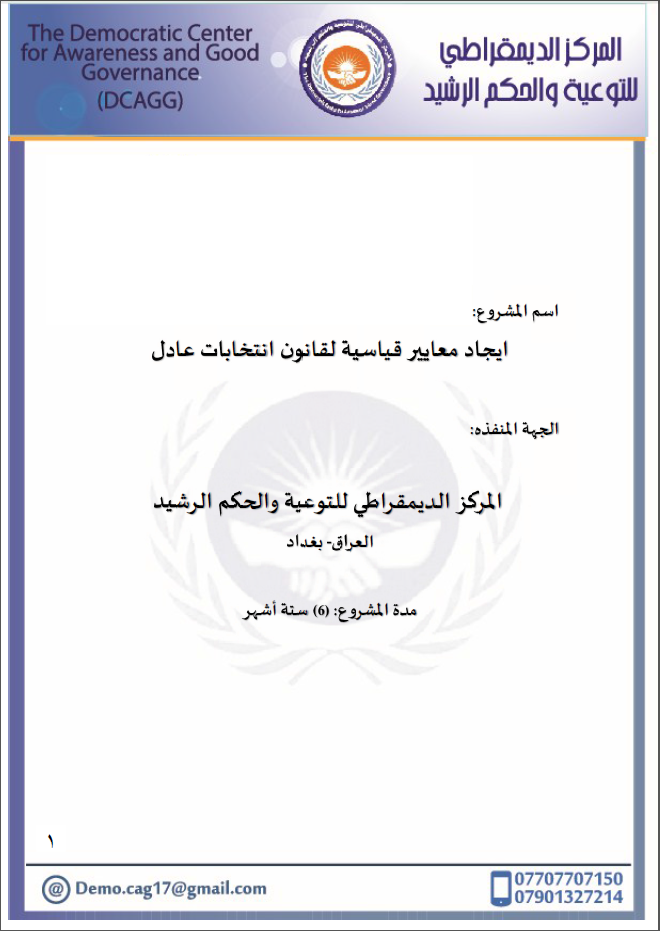 The Democratic Center
for Awareness and Good
Governance
(DCAGG)
المركز الديمقراطي
للتوعية والحكم الرشيد
اسم المشروع:
ايجاد معايير قياسية لقانون انتخابات عادل
الجهة المنفذه:
المركز الديمقراطي للتوعية والحكم الرشيد
العراق- بغداد
مدة المشروع: (6) ستة أشهر
١
Demo.cag17@gmail.com
07707707150
07901327214